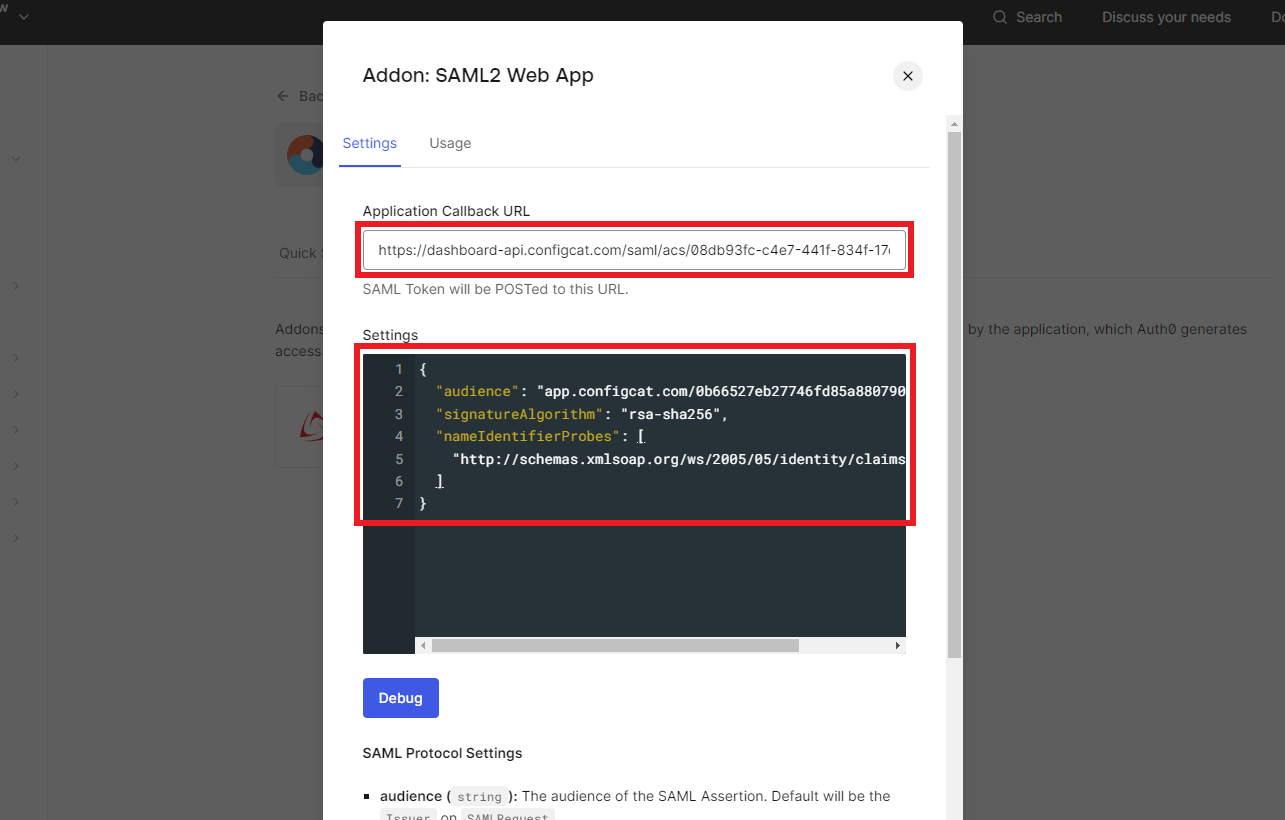 Search
Discuss your needs
Addon: SAML2 Web App
Settings
Usage
Application Callback URL
https://dashboard-api.configcat.com/saml/acs/08db93fc-c4e7-441f-834f-17
SAML Token will be POSTed to this URL.
Settings
Addons
by the application, which Auth0 generates
access
1 {
2 "audience": "app.configcat.com/0b66527eb27746fd85a880790
3 "signatureAlgorithm": "rsa-sha256",
4 "nameIdentifierProbes": [
5 "http://schemas.xmlsoap.org/ws/2005/05/identity/claims
6 ]
7 }
Debug
SAML Protocol Settings
▪ audience (string): The audience of the SAML Assertion. Default will be the
Issuer on SAMLRequest